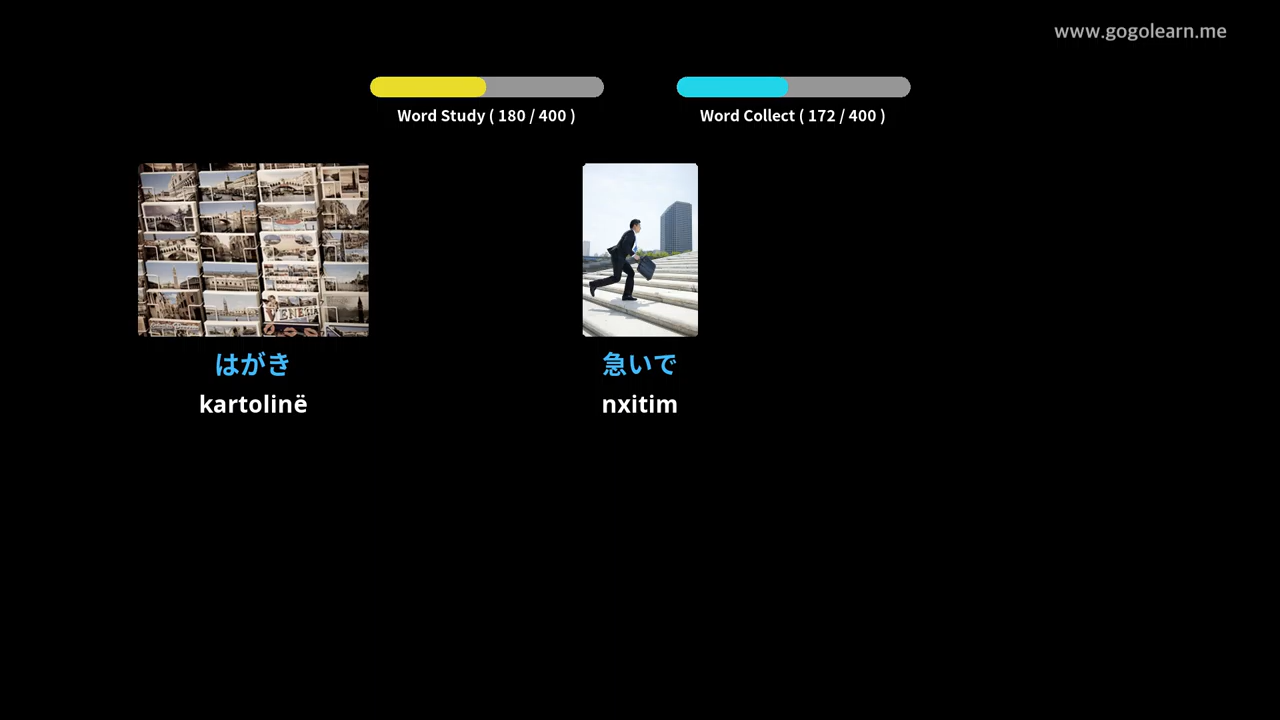 www.gogolearn.me
Word Study ( 180 / 400 )
Word Collect ( 172 / 400 )
はがき
kartolinë
急いで
nxitim